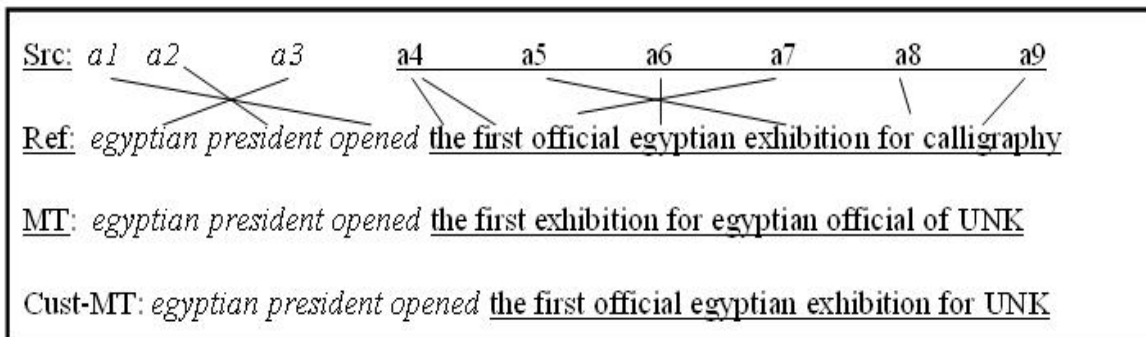 Src: a1 a2 a3 a4 a5 a6 a7 a8 a9
Ref: egyptian president opened the first official egyptian exhibition for calligraphy
MT: egyptian president opened the first exhibition for egyptian official of UNK
Cust-MT: egyptian president opened the first official egyptian exhibition for UNK